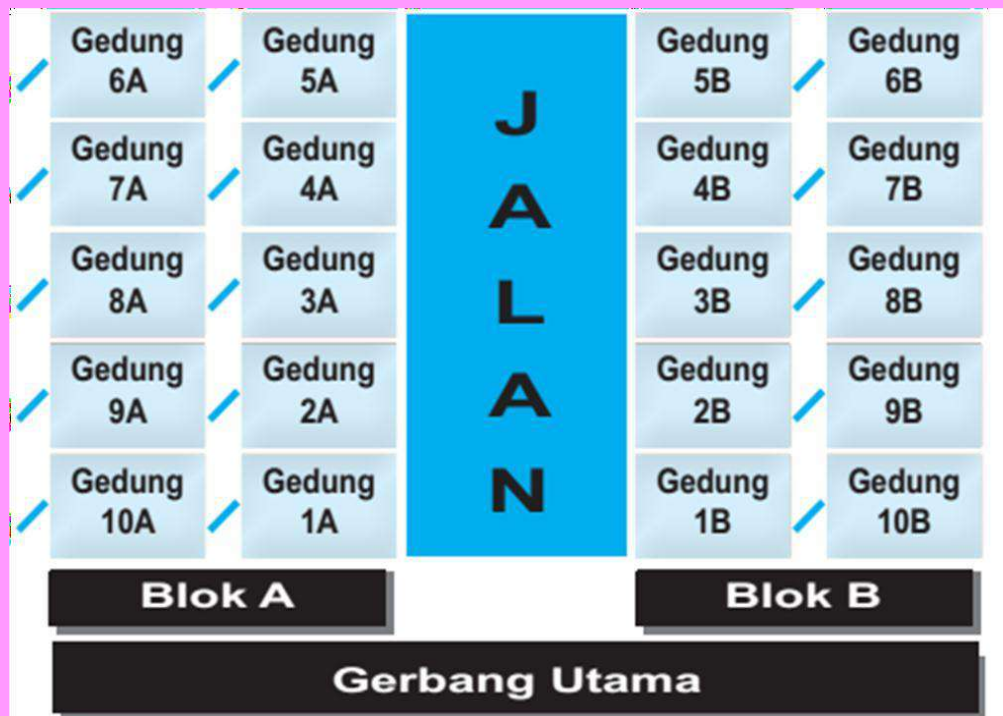 Gedung
6A
Gedung
5A
Gedung
5B
Gedung
6B
Gedung
7A
Gedung
4A
Gedung
4B
Gedung
7B
Gedung
8A
Gedung
3A
Gedung
3B
Gedung
8B
Gedung
9A
Gedung
2A
Gedung
2B
Gedung
9B
Gedung
10A
Gedung
1A
Gedung
1B
Gedung
10B
J
A
L
A
N
Blok A
Blok B
Gerbang Utama